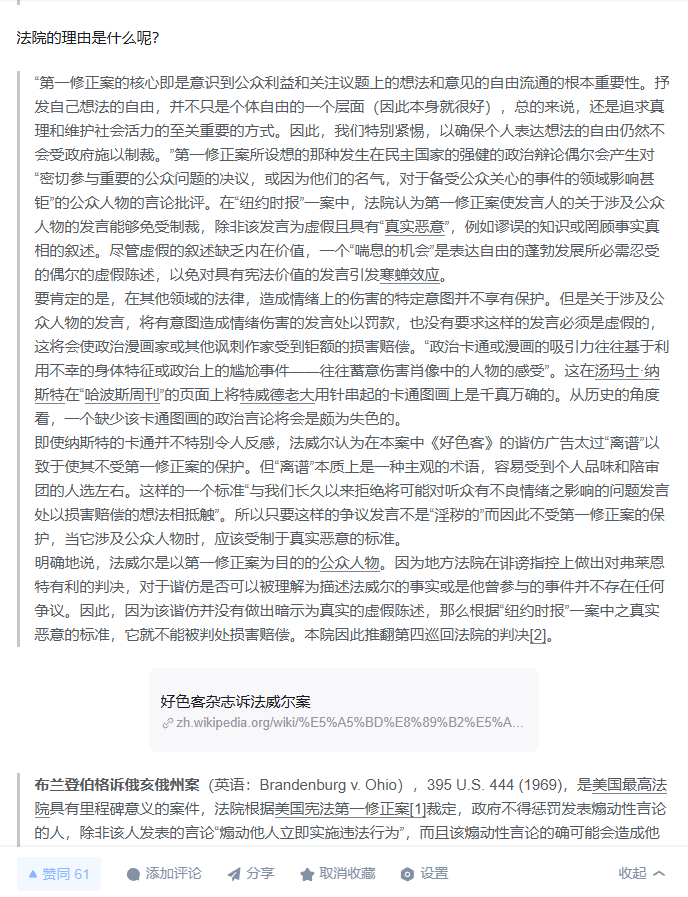 法院的理由是什么呢？
“第一修正案的核心即是意识到公众利益和关注议题上的想法和意见的自由流通的根本重要性。抒
发自己想法的自由，并不只是个体自由的一个层面（因此本身就很好），总的来说，还是追求真
理和维护社会活力的至关重要的方式。因此，我们特别紧惕，以确保个人表达想法的自由仍然不
会受政府施以制裁。”第一修正案所设想的那种发生在民主国家的强健的政治辩论偶尔会产生对
“密切参与重要的公众问题的决议，或因为他们的名气，对于备受公众关心的事件的领域影响甚
钜”的公众人物的言论批评。在“纽约时报”一案中，法院认为第一修正案使发言人的关于涉及公众
人物的发言能够免受制裁，除非该发言为虚假且具有“真实恶意”，例如谬误的知识或罔顾事实真
相的叙述。尽管虚假的叙述缺乏内在价值，一个“喘息的机会”是表达自由的蓬勃发展所必需忍受
的偶尔的虚假陈述，以免对具有宪法价值的发言引发寒蝉效应。
要肯定的是，在其他领域的法律，造成情绪上的伤害的特定意图并不享有保护。但是关于涉及公
众人物的发言，将有意图造成情绪伤害的发言处以罚款，也没有要求这样的发言必须是虚假的，
这将会使政治漫画家或其他讽刺作家受到钜额的损害赔偿。“政治卡通或漫画的吸引力往往基于利
用不幸的身体特征或政治上的尴尬事件——往往蓄意伤害肖像中的人物的感受”。这在汤玛士·纳
斯特在“哈波斯周刊”的页面上将特威德老大用针串起的卡通图画上是千真万确的。从历史的角度
看，一个缺少该卡通图画的政治言论将会是颇为失色的。
即使纳斯特的卡通并不特别令人反感，法威尔认为在本案中《好色客》的谐仿广告太过“离谱”以
致于使其不受第一修正案的保护。但“离谱”本质上是一种主观的术语，容易受到个人品味和陪审
团的人选左右。这样的一个标准“与我们长久以来拒绝将可能对听众有不良情绪之影响的问题发言
处以损害赔偿的想法相抵触”。所以只要这样的争议发言不是“淫秽的”而因此不受第一修正案的保
护，当它涉及公众人物时，应该受制于真实恶意的标准。
明确地说，法威尔是以第一修正案为目的的公众人物。因为地方法院在诽谤指控上做出对弗莱恩
特有利的判决，对于谐仿是否可以被理解为描述法威尔的事实或是他曾参与的事件并不存在任何
争议。因此，因为该谐仿并没有做出暗示为真实的虚假陈述，那么根据“纽约时报”一案中之真实
恶意的标准，它就不能被判处损害赔偿。本院因此推翻第四巡回法院的判决[2]。
好色客杂志诉法威尔案
zh.wikipedia.org/wiki/%E5%A5%BD%E8%89%B2%E5%A...
布兰登伯格诉俄亥俄州案（英语：Brandenburg v. Ohio），395 U.S. 444 (1969)，是美国最高法
院具有里程碑意义的案件，法院根据美国宪法第一修正案[1]裁定，政府不得惩罚发表煽动性言论
的人，除非该人发表的言论“煽动他人立即实施违法行为”，而且该煽动性言论的确可能会造成他
赞同 61 添加评论 分享 取消收藏 设置 收起